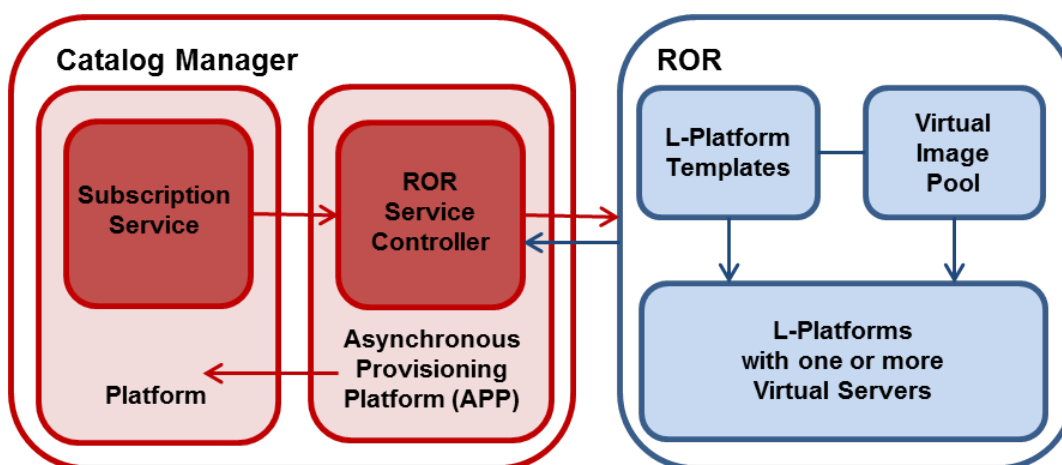 Catalog Manager
Subscription
Service
Platform
ROR
Service
Controller
Asynchronous
Provisioning
Platform (APP)
ROR
L-Platform
Templates
Virtual
Image
Pool
L-Platforms
with one or more
Virtual Servers